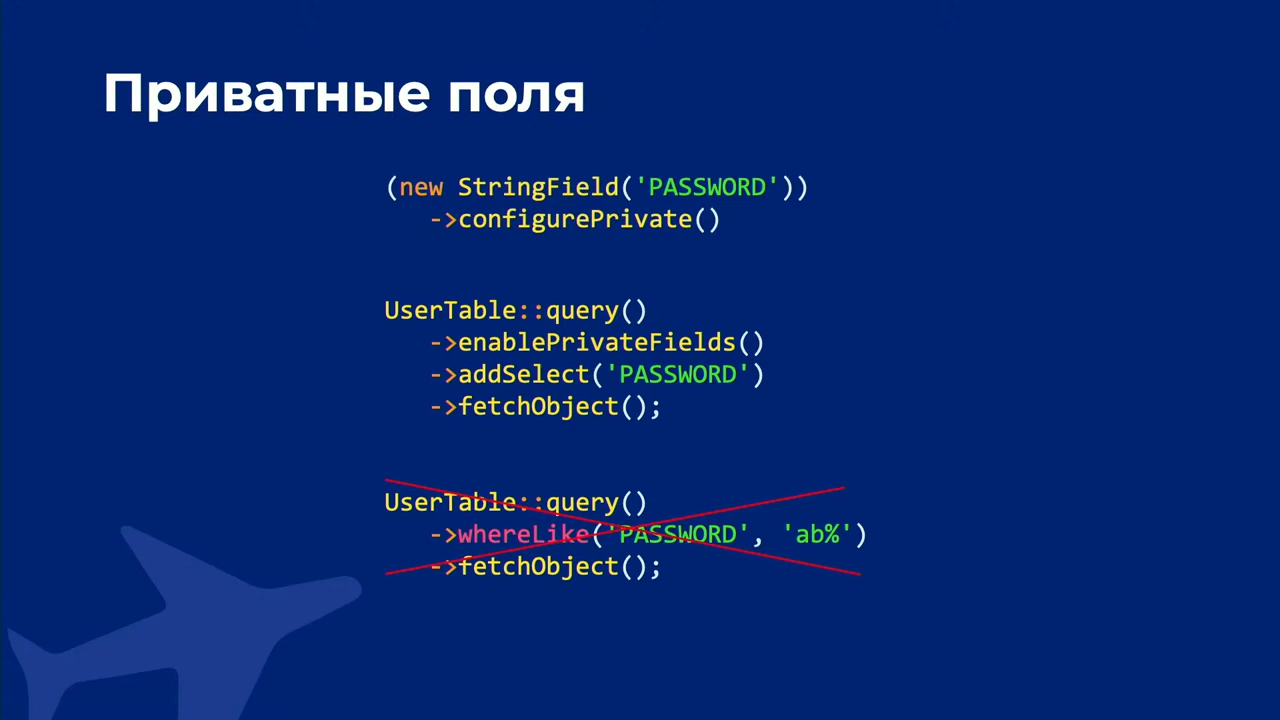 Приватные поля
(new StringField('PASSWORD'))
->configurePrivate()
UserTable::query()
->enablePrivateFields()
->addSelect('PASSWORD')
->fetchObject();
UserTable::query()
->whereLike('PASSWORD', 'ab%')
->fetchObject();